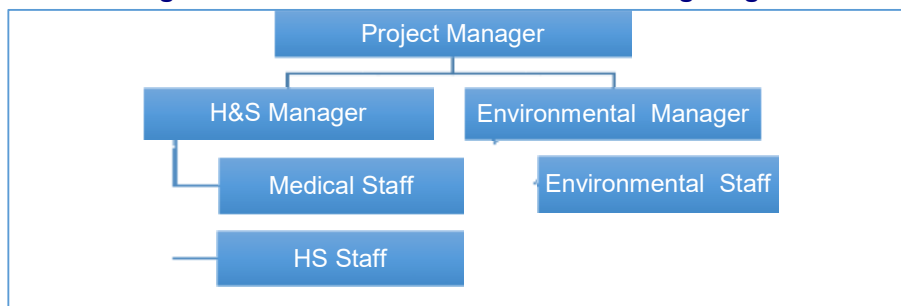 Project Manager
H&S Manager
Environmental Manager
Medical Staff
Environmental Staff
HS Staff